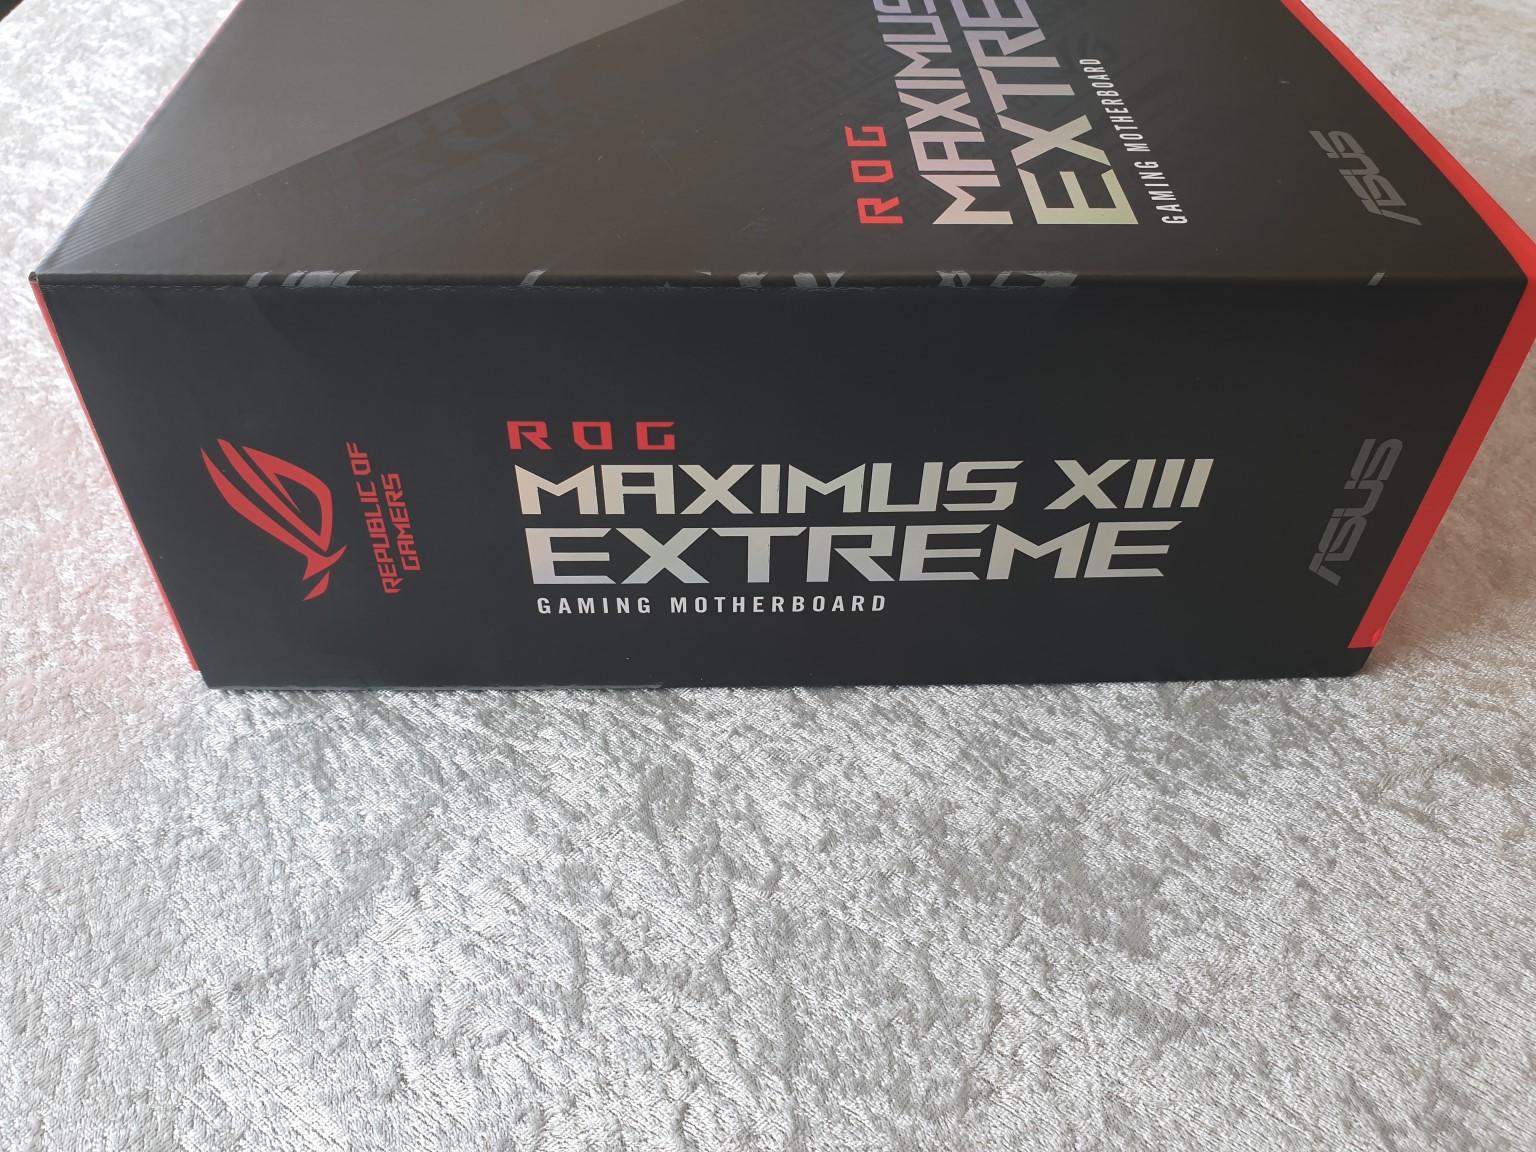 ROG
MAXIMUS
EXTRE
GAMING MOTHERBOARD
ASUS
REPUBLIC OF
GAMERS
ROG
MAXIMUS XIII
EXTREME
GAMING MOTHERBOARD
ASUS